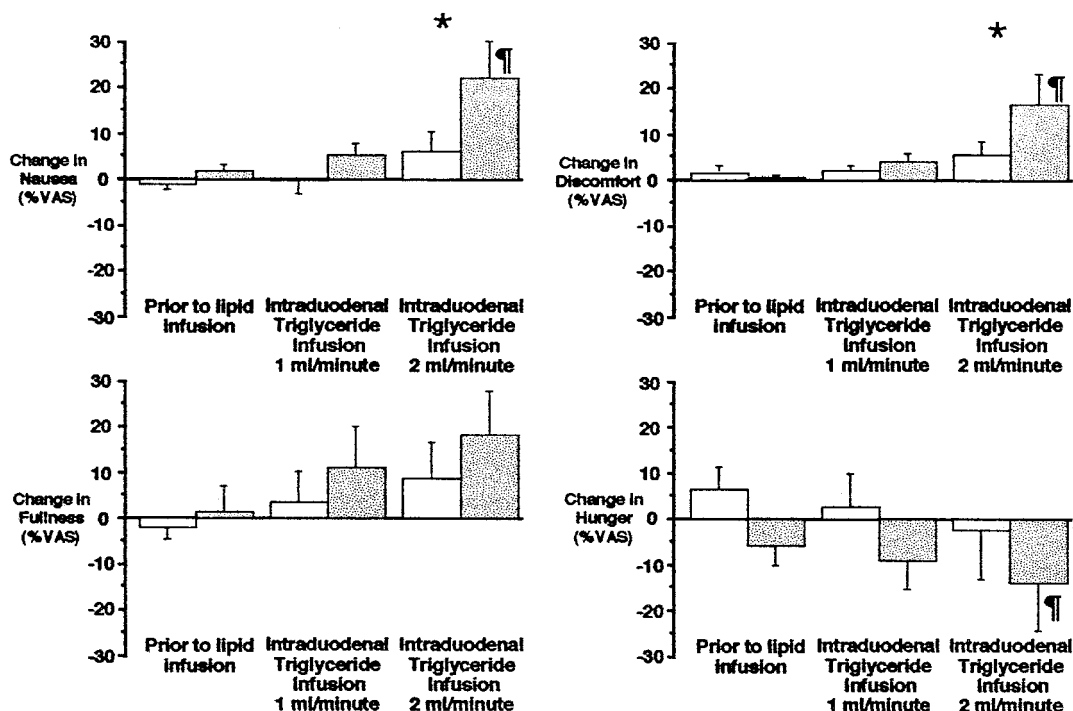 *
30
20
10
0
-10
-20
-30
Change in
Nausea
(%VAS)
¶
Prior to lipid
infusion
Intraduodenal
Triglyceride
Infusion
1 ml/minute
Intraduodenal
Triglyceride
Infusion
2 ml/minute
*
30
20
10
0
-10
-20
-30
Change in
Discomfort
(%VAS)
¶
Prior to lipid
infusion
Intraduodenal
Triglyceride
Infusion
1 ml/minute
Intraduodenal
Triglyceride
Infusion
2 ml/minute
30
20
10
0
-10
-20
-30
Change in
Fullness
(%VAS)
Prior to lipid
infusion
Intraduodenal
Triglyceride
Infusion
1 ml/minute
Intraduodenal
Triglyceride
Infusion
2 ml/minute
30
20
10
0
-10
-20
-30
Change in
Hunger
(%VAS)
¶
Prior to lipid
infusion
Intraduodenal
Triglyceride
Infusion
1 ml/minute
Intraduodenal
Triglyceride
Infusion
2 ml/minute